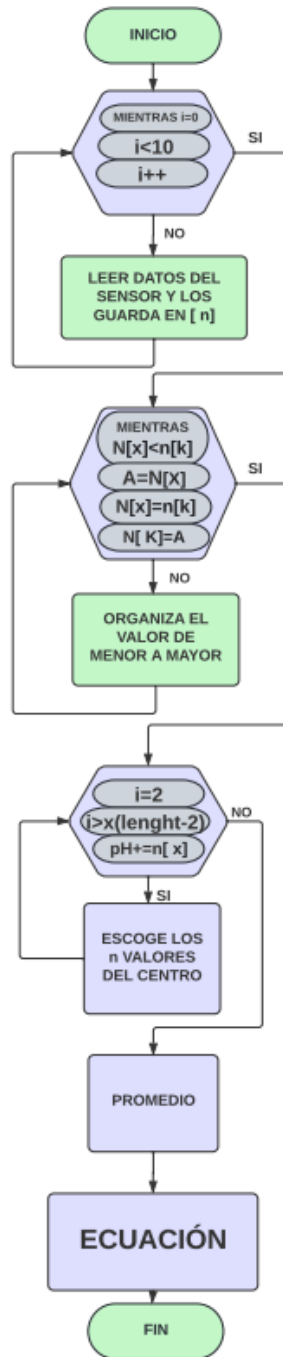 INICIO
MIENTRAS i=0
i<10
i++
SI
NO
LEER DATOS DEL
SENSOR Y LOS
GUARDA EN [ n]
MIENTRAS
N[x]<n[k]
A=N[X]
N[x]=n[k]
N[ K]=A
SI
NO
ORGANIZA EL
VALOR DE
MENOR A MAYOR
i=2
i>x(lenght-2)
pH+=n[ x]
NO
SI
ESCOGE LOS
n VALORES
DEL CENTRO
PROMEDIO
ECUACIÓN
FIN